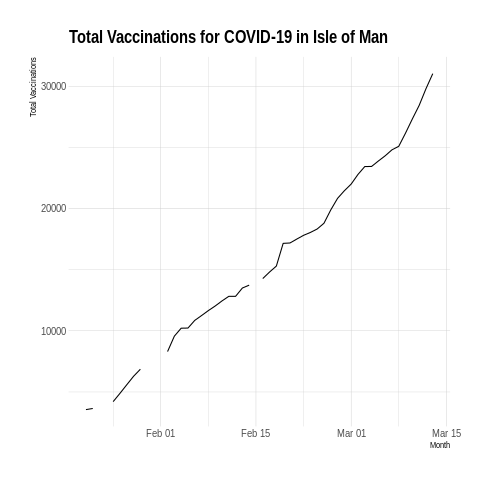 Total Vaccinations for COVID-19 in Isle of Man
Total Vaccinations
30000
20000
10000
Feb 01 Feb 15 Mar 01 Mar 15
Month